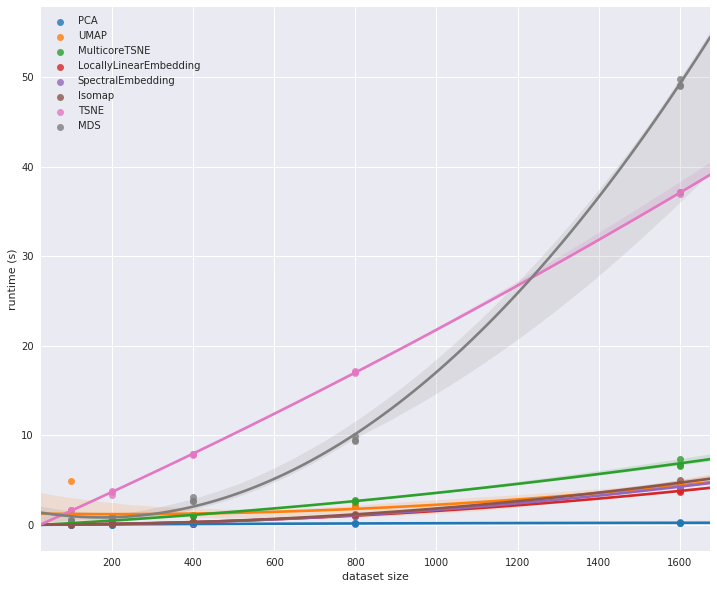 PCA
UMAP
MulticoreTSNE
LocallyLinearEmbedding
SpectralEmbedding
Isomap
TSNE
MDS
50
40
30
20
10
0
runtime (s)
200 400 600 800 1000 1200 1400 1600
dataset size